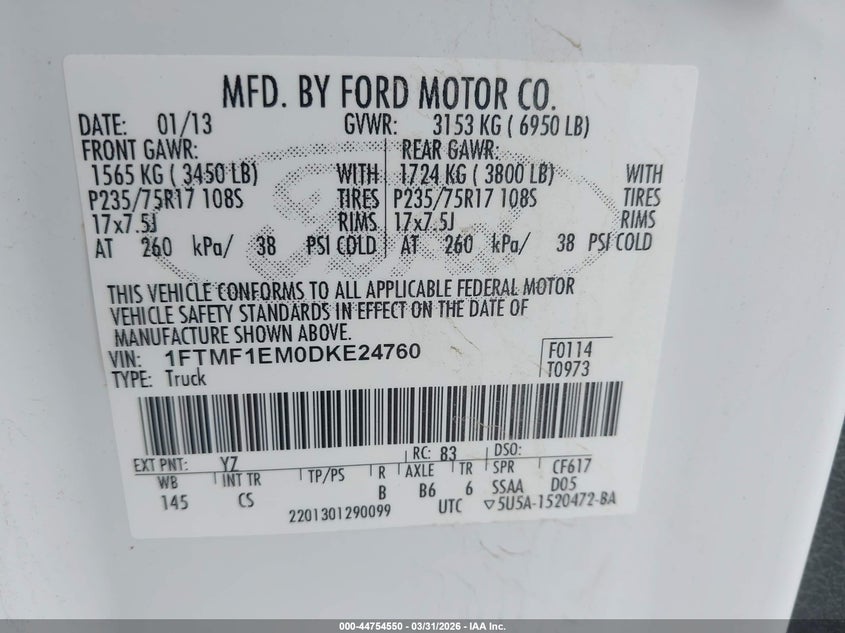 MFD. BY FORD MOTOR CO.
DATE: 01/13 GVWR: 3153 KG ( 6950 LB)
FRONT GAWR: REAR GAWR:
1565 KG ( 3450 LB) WITH 1724 KG ( 3800 LB) WITH
P235/75R17 108S TIRES P235/75R17 108S TIRES
17x7.5J RIMS 17x7.5J RIMS
AT 260 kPa/ 38 PSI COLD AT 260 kPa/ 38 PSI COLD
THIS VEHICLE CONFORMS TO ALL APPLICABLE FEDERAL MOTOR
VEHICLE SAFETY STANDARDS IN EFFECT ON THE DATE OF
MANUFACTURE SHOWN ABOVE.
VIN: 1FTMF1EM0DKE24760 F0114
TYPE: Truck T0973
EXT PNT: YZ RC: 83 DSO:
WB INT TR TP/PS R AXLE TR SPR CF617
145 CS B B6 6 SSAA D05
2201301290099 UTC ▽5U5A-1520472-BA
Ford
000-44754550 — 03/31/2026 — IAA Inc.